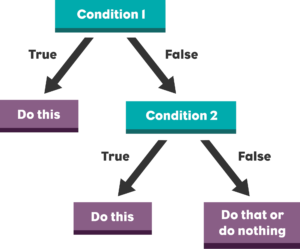 Condition 1
True
False
Do this
Condition 2
True
False
Do this
Do that or
do nothing